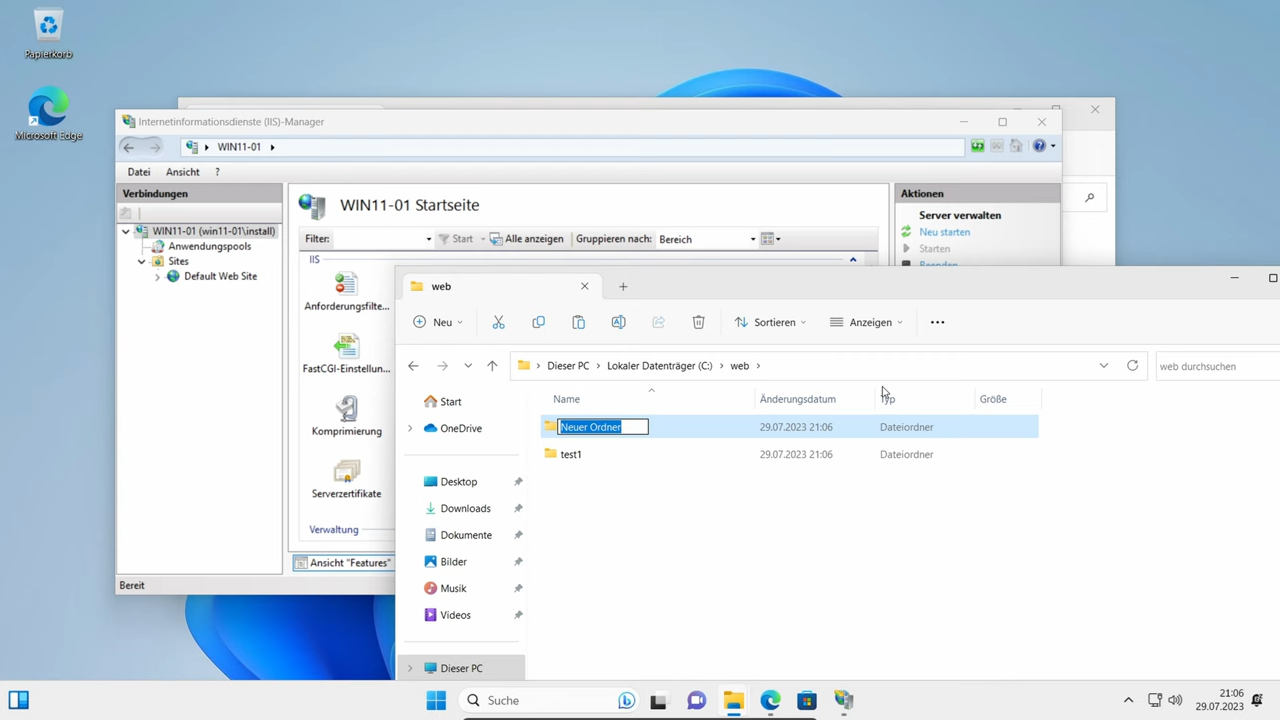 Papierkorb
Microsoft Edge
Internetinformationsdienste (IIS)-Manager
WIN11-01
Datei Ansicht ?
Verbindungen
WIN11-01 (win11-01\install)
Anwendungspools
Sites
Default Web Site
WIN11-01 Startseite
Filter: Start Alle anzeigen Gruppieren nach: Bereich
IIS
Anforderungsfilte...
FastCGI-Einstellun...
Komprimierung
Serverzertifikate
Verwaltung
Ansicht "Features"
Bereit
Aktionen
Server verwalten
Neu starten
Starten
Beenden
web
Neu Sortieren Anzeigen
Dieser PC Lokaler Datenträger (C:) web
web durchsuchen
Name Änderungsdatum Typ Größe
Neuer Ordner 29.07.2023 21:06 Dateiordner
test1 29.07.2023 21:06 Dateiordner
Start
OneDrive
Desktop
Downloads
Dokumente
Bilder
Musik
Videos
Dieser PC
Suche
21:06
29.07.2023